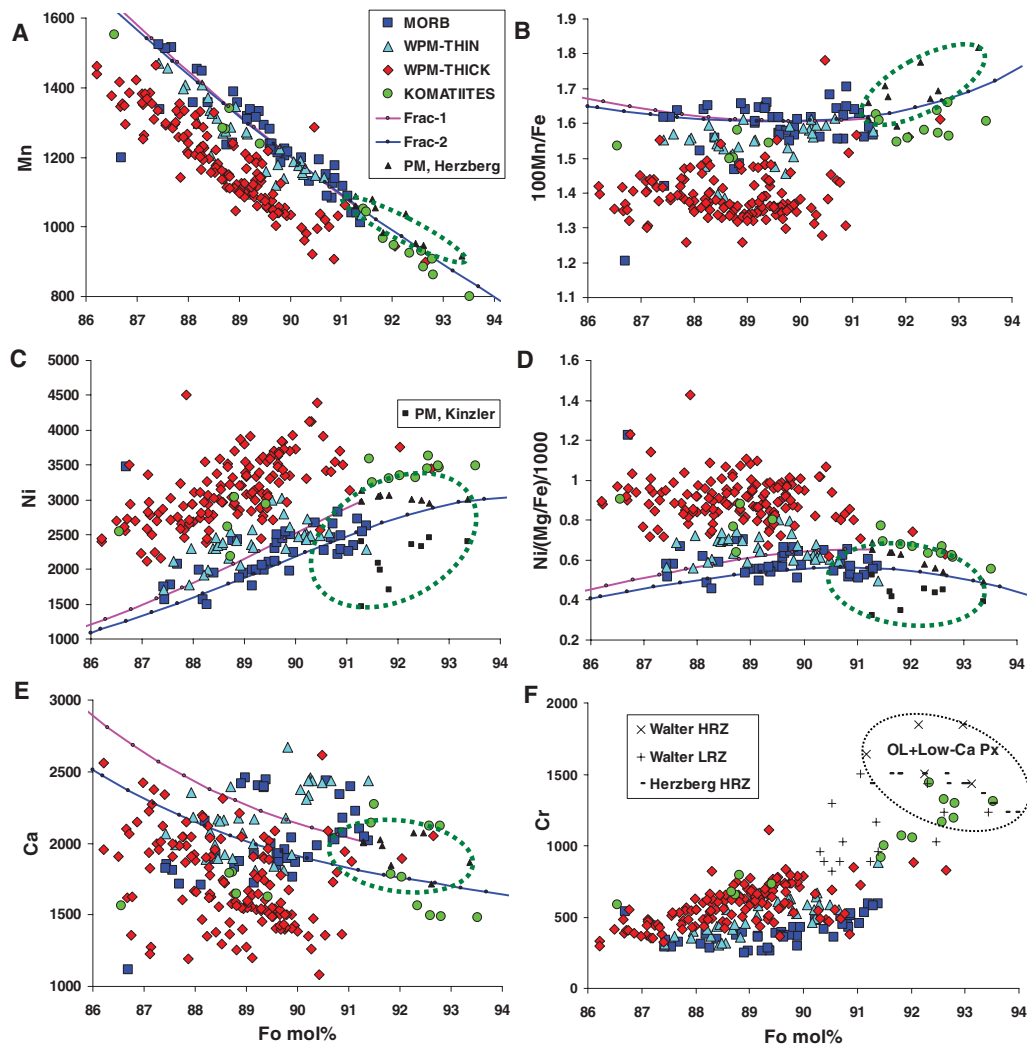 A
Mn
1600
1400
1200
1000
800
86 87 88 89 90 91 92 93 94
MORB
WPM-THIN
WPM-THICK
KOMATIITES
Frac-1
Frac-2
PM, Herzberg
B
100Mn/Fe
1.9
1.8
1.7
1.6
1.5
1.4
1.3
1.2
1.1
86 87 88 89 90 91 92 93 94
C
Ni
5000
4500
4000
3500
3000
2500
2000
1500
1000
86 87 88 89 90 91 92 93 94
PM, Kinzler
D
Ni/(Mg/Fe)/1000
1.6
1.4
1.2
1
0.8
0.6
0.4
0.2
86 87 88 89 90 91 92 93 94
E
Ca
3000
2500
2000
1500
1000
86 87 88 89 90 91 92 93 94
Fo mol%
F
Cr
2000
1500
1000
500
0
86 87 88 89 90 91 92 93 94
Walter HRZ
Walter LRZ
Herzberg HRZ
OL+Low-Ca Px
Fo mol%